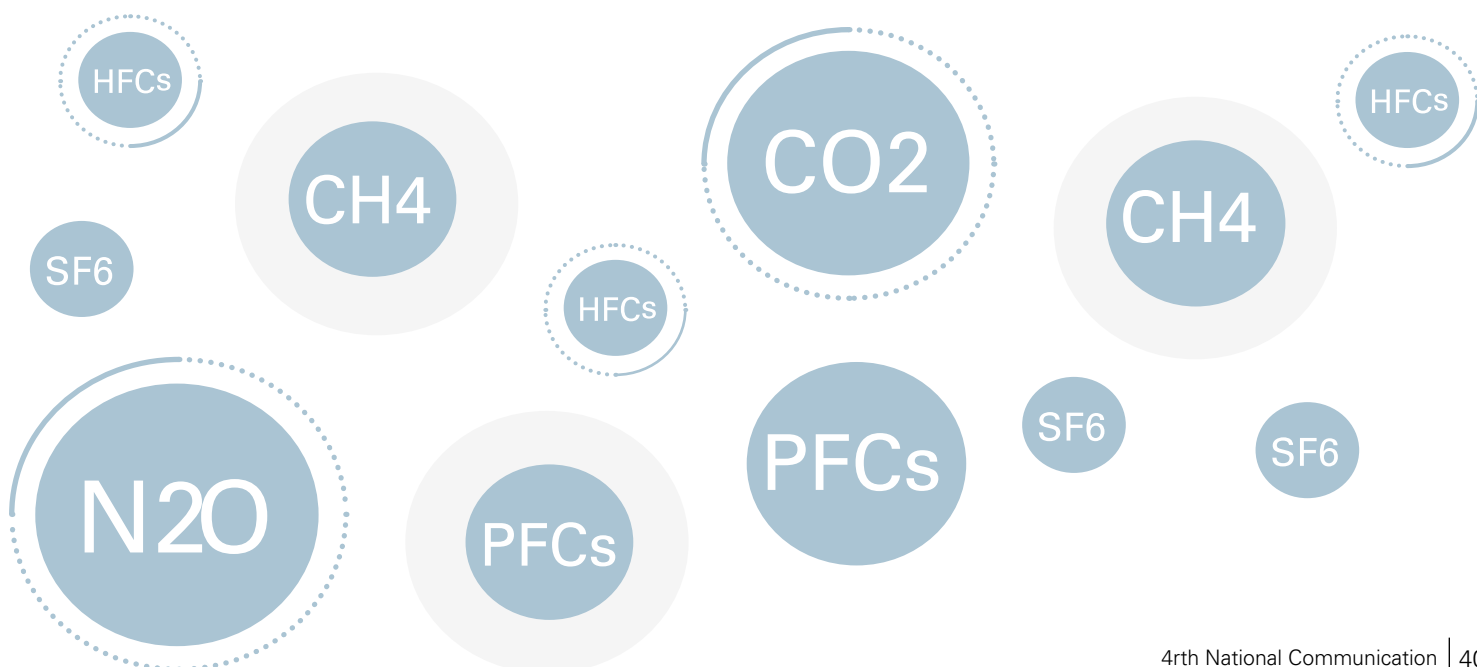 HFCs
CO2
HFCs
CH4
CH4
SF6
HFCs
PFCs
SF6
SF6
N2O
PFCs
4rth National Communication